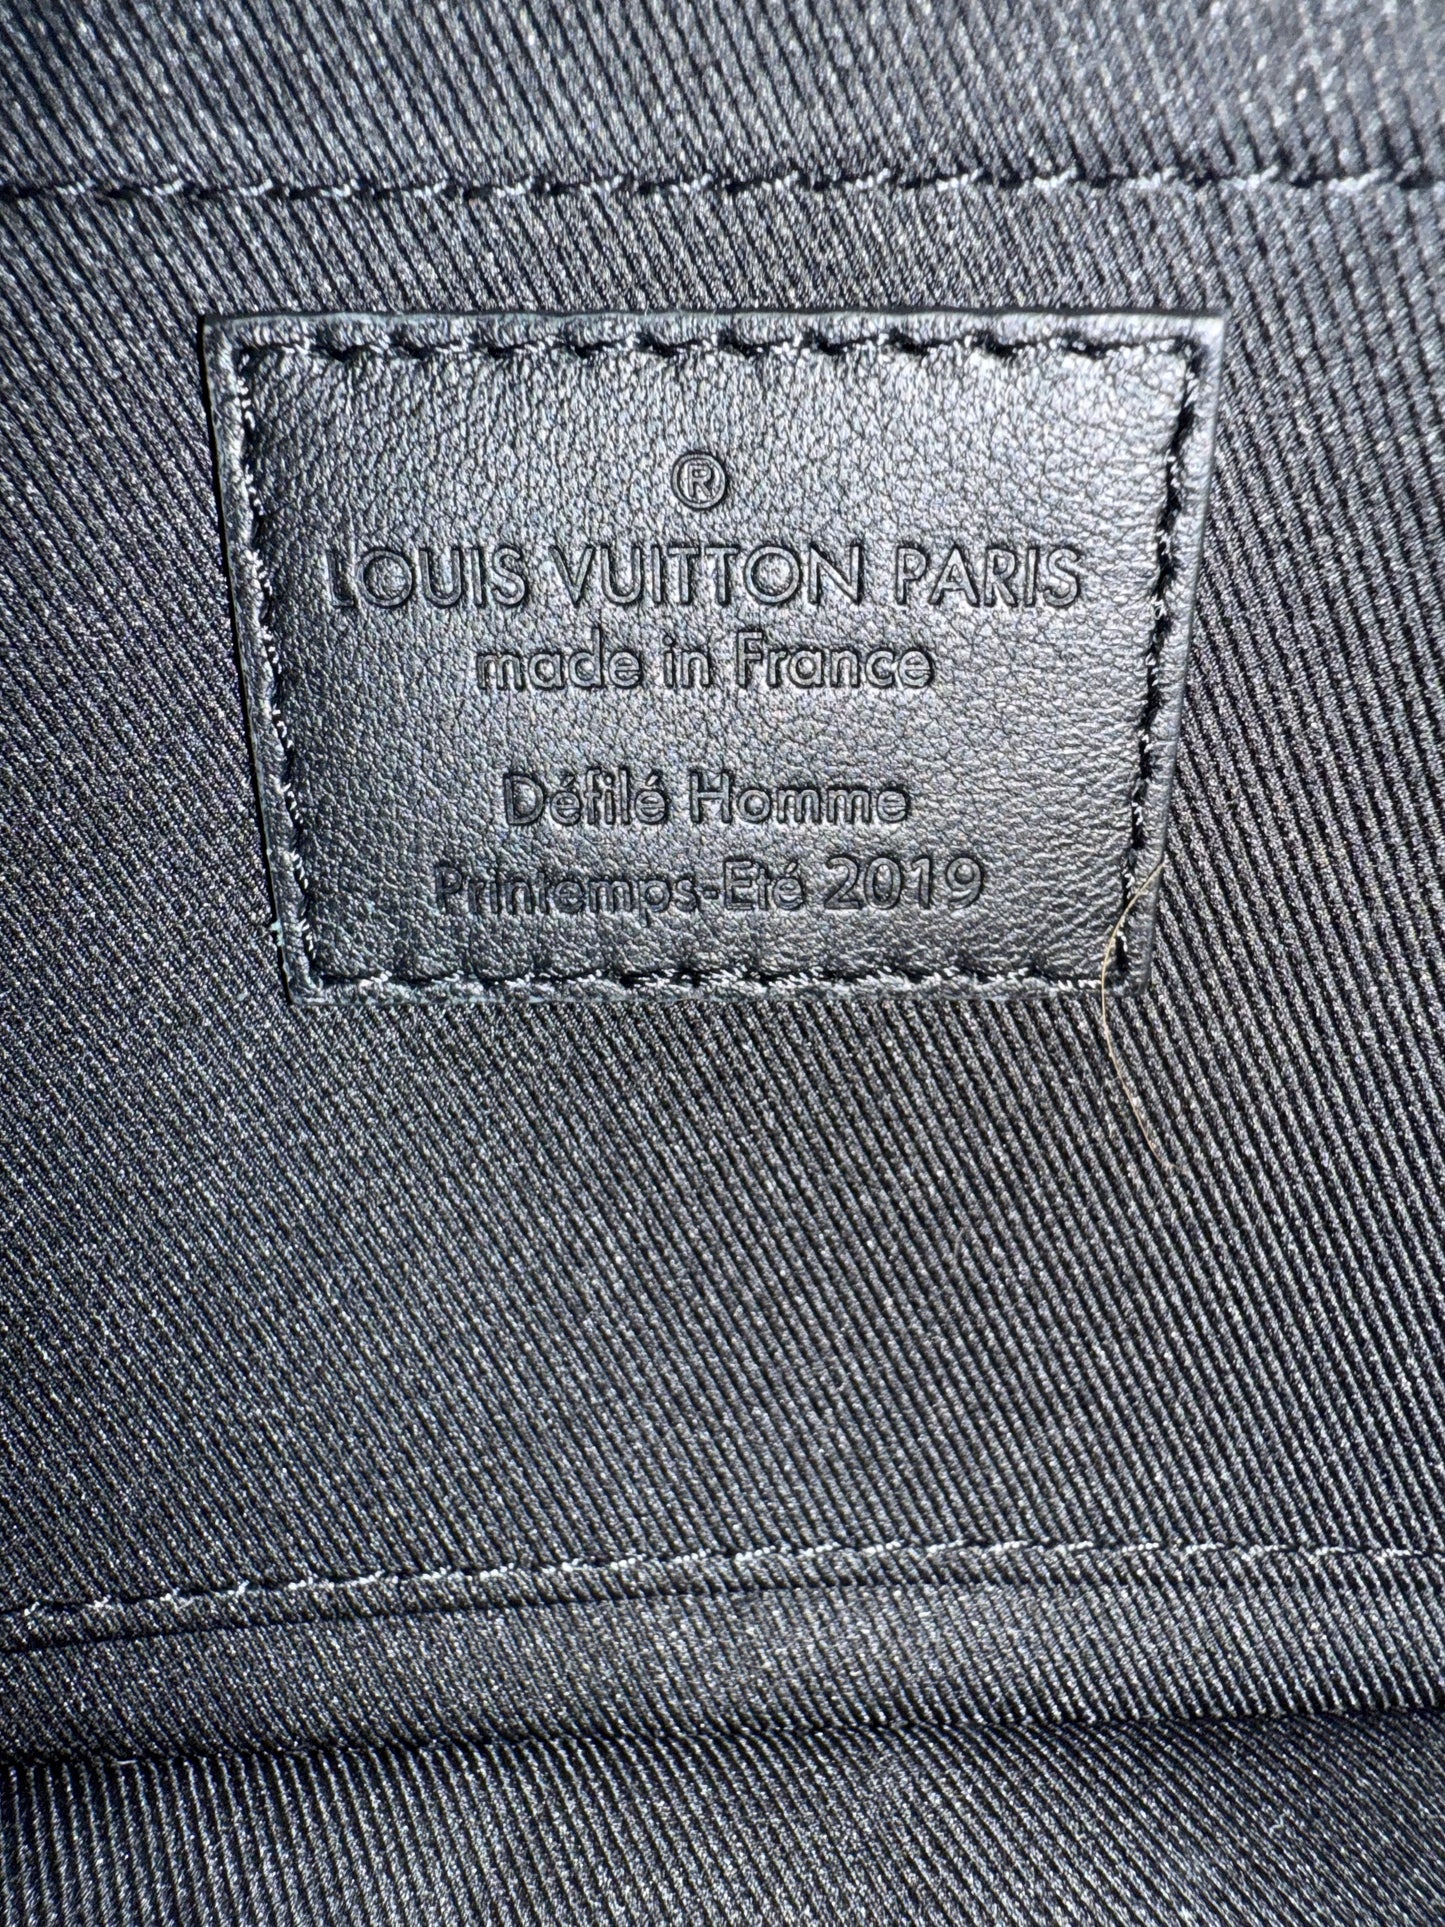 ®
LOUIS VUITTON PARIS
made in France
Défilé Homme
Printemps-Eté 2019